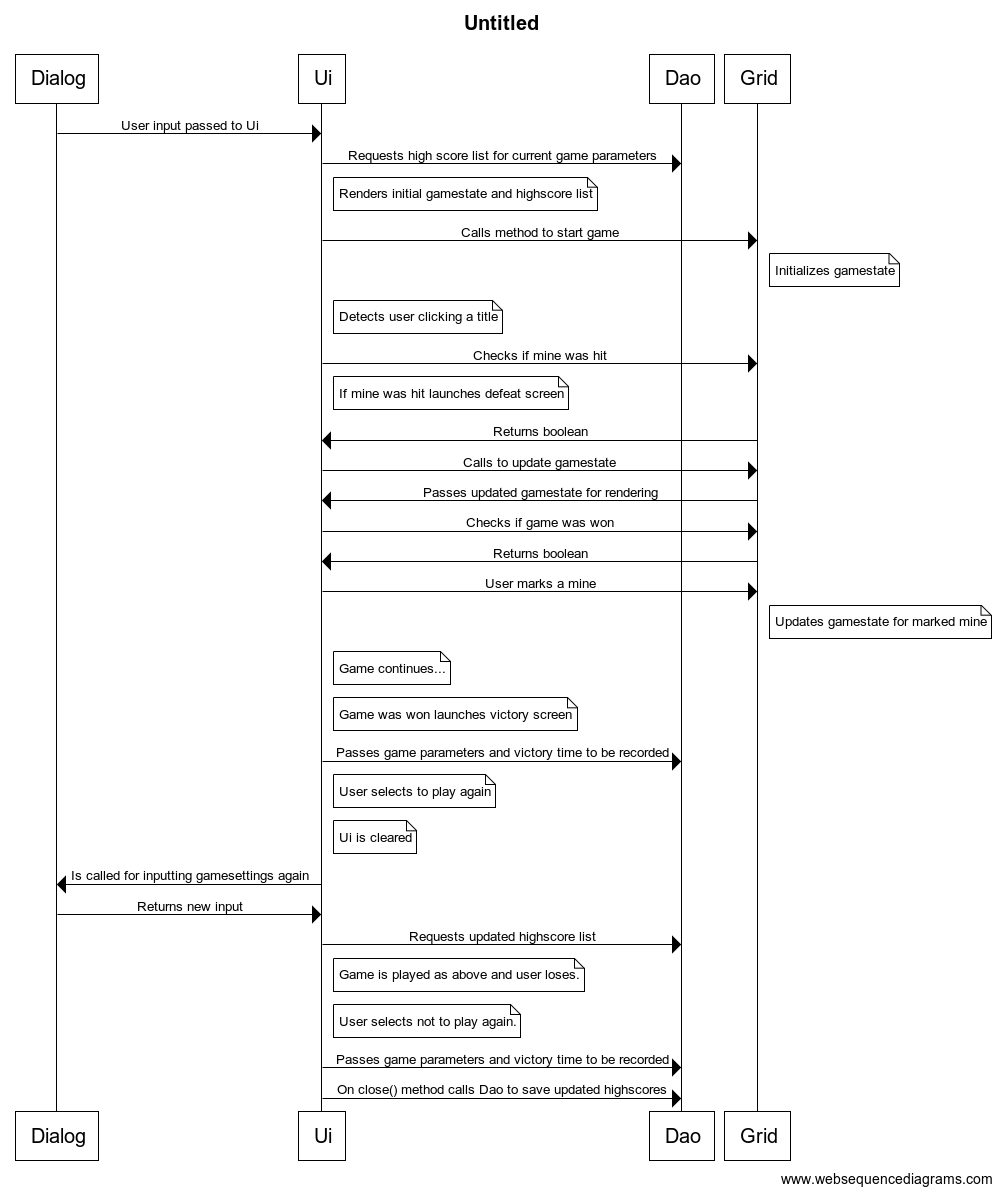 Untitled
Dialog
Ui
Dao
Grid
User input passed to Ui
Requests high score list for current game parameters
Renders initial gamestate and highscore list
Calls method to start game
Initializes gamestate
Detects user clicking a title
Checks if mine was hit
If mine was hit launches defeat screen
Returns boolean
Calls to update gamestate
Passes updated gamestate for rendering
Checks if game was won
Returns boolean
User marks a mine
Updates gamestate for marked mine
Game continues...
Game was won launches victory screen
Passes game parameters and victory time to be recorded
User selects to play again
Ui is cleared
Is called for inputting gamesettings again
Returns new input
Requests updated highscore list
Game is played as above and user loses.
User selects not to play again.
Passes game parameters and victory time to be recorded
On close() method calls Dao to save updated highscores
Dialog
Ui
Dao
Grid
www.websequencediagrams.com